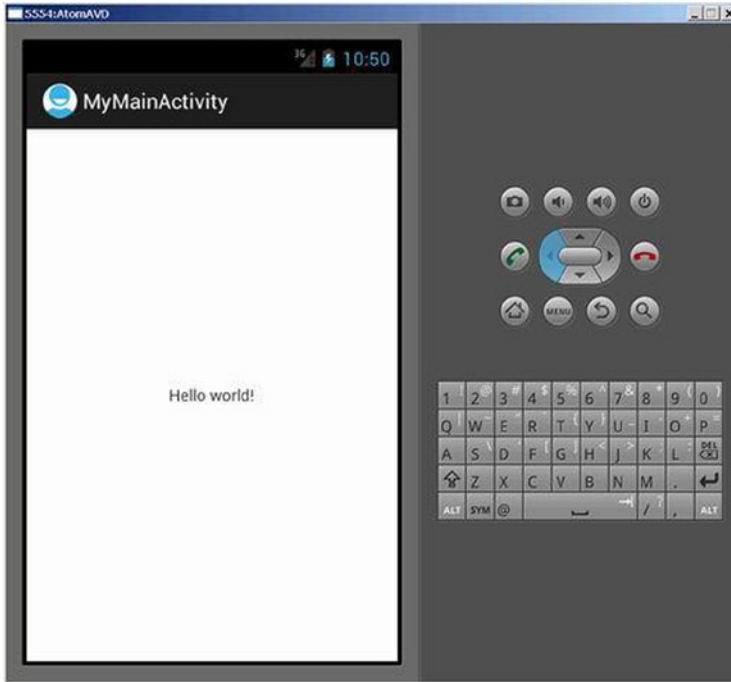 5554:AtomAVD
3G 10:50
MyMainActivity
Hello world!
MENU
1 ! 2 @ 3 # 4 $ 5 % 6 ^ 7 & 8 * 9 ( 0 )
Q | W ~ E " R ` T { Y } U _ I - O + P =
A S \ D ' F [ G ] H < J > K ; L : DEL
Z X C V B N M .
ALT SYM @ / ? , ALT